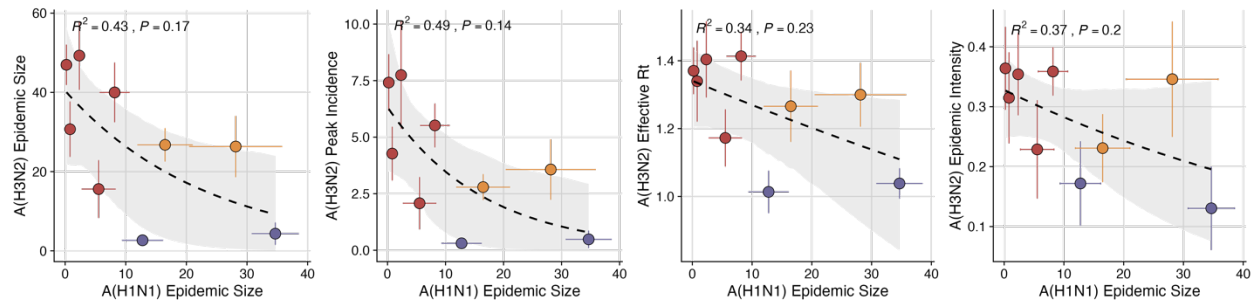 R² = 0.43 , P = 0.17
A(H3N2) Epidemic Size
60
40
20
0
0 10 20 30 40
A(H1N1) Epidemic Size
R² = 0.49 , P = 0.14
A(H3N2) Peak Incidence
10.0
7.5
5.0
2.5
0.0
0 10 20 30 40
A(H1N1) Epidemic Size
R² = 0.34 , P = 0.23
A(H3N2) Effective Rt
1.4
1.2
1.0
0 10 20 30 40
A(H1N1) Epidemic Size
R² = 0.37 , P = 0.2
A(H3N2) Epidemic Intensity
0.4
0.3
0.2
0.1
0 10 20 30 40
A(H1N1) Epidemic Size